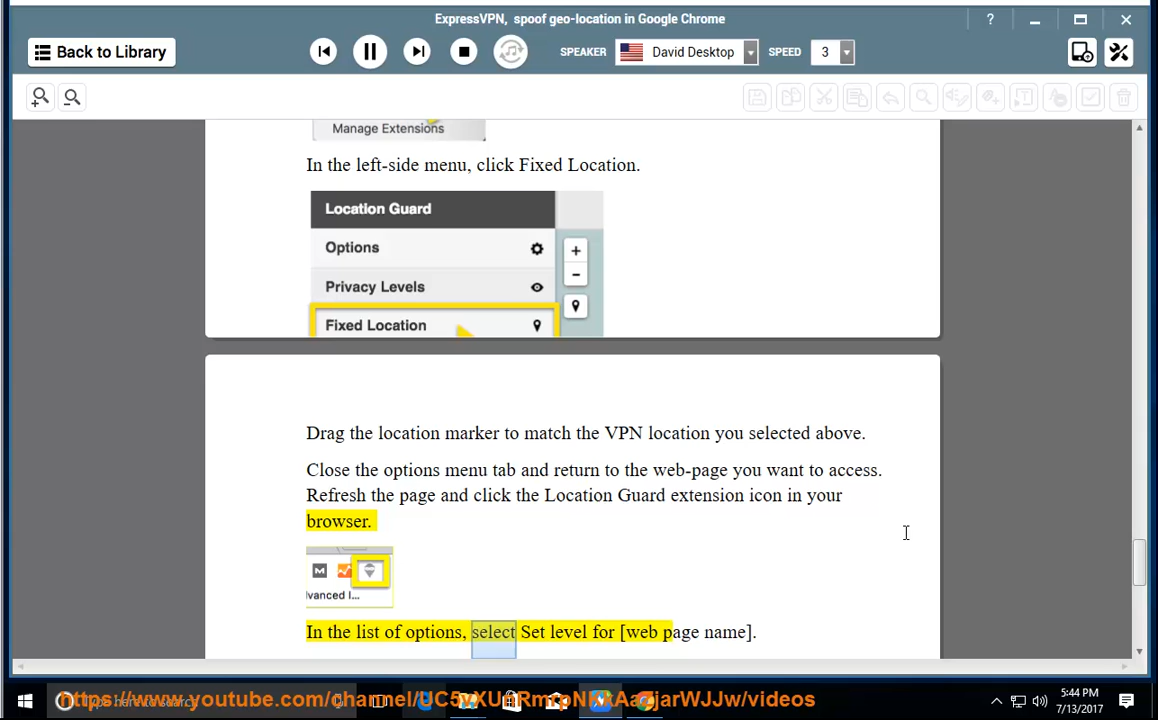 ExpressVPN, spoof geo-location in Google Chrome
?
Back to Library
SPEAKER
David Desktop
SPEED
3
Manage Extensions
In the left-side menu, click Fixed Location.
Location Guard
Options
Privacy Levels
Fixed Location
+
−
Drag the location marker to match the VPN location you selected above.
Close the options menu tab and return to the web-page you want to access.
Refresh the page and click the Location Guard extension icon in your
browser.
M
dvanced I...
In the list of options, select Set level for [web page name].
5:44 PM
7/13/2017